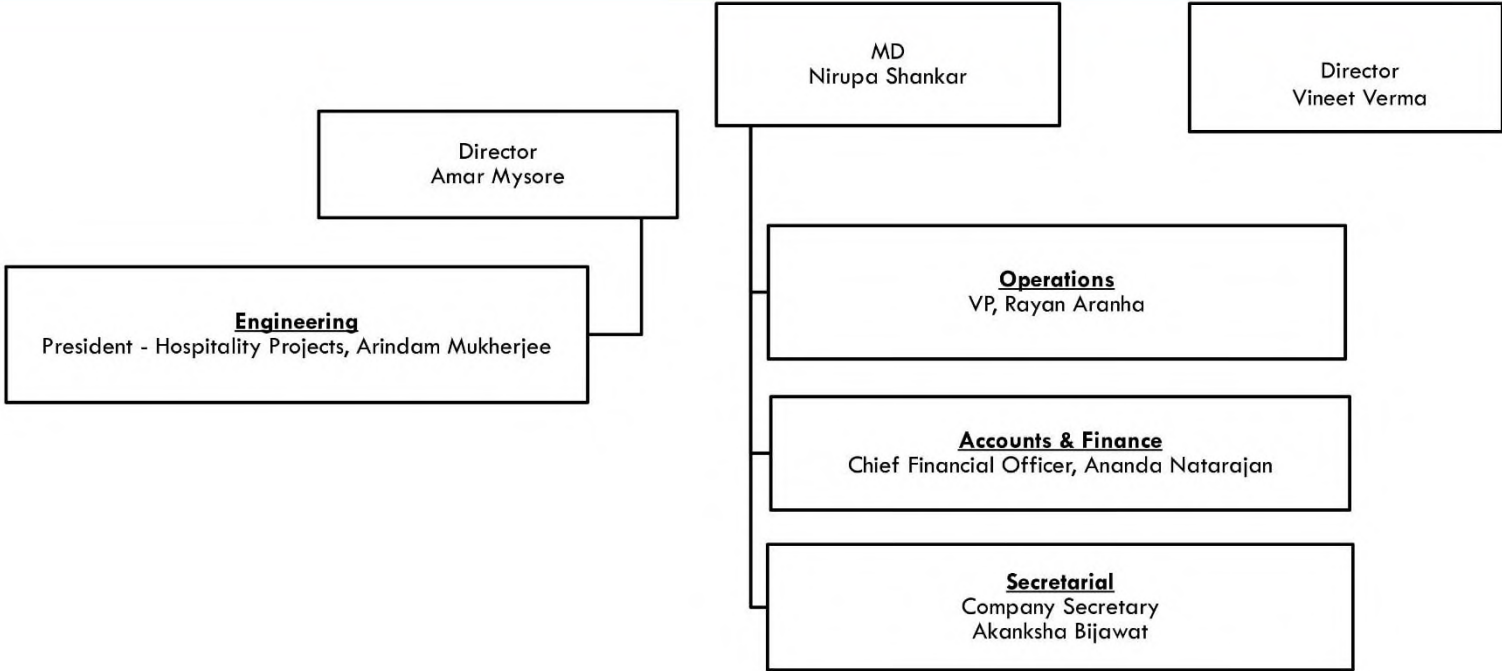 MD
Nirupa Shankar
Director
Vineet Verma
Director
Amar Mysore
Engineering
President - Hospitality Projects, Arindam Mukherjee
Operations
VP, Rayan Aranha
Accounts & Finance
Chief Financial Officer, Ananda Natarajan
Secretarial
Company Secretary
Akanksha Bijawat